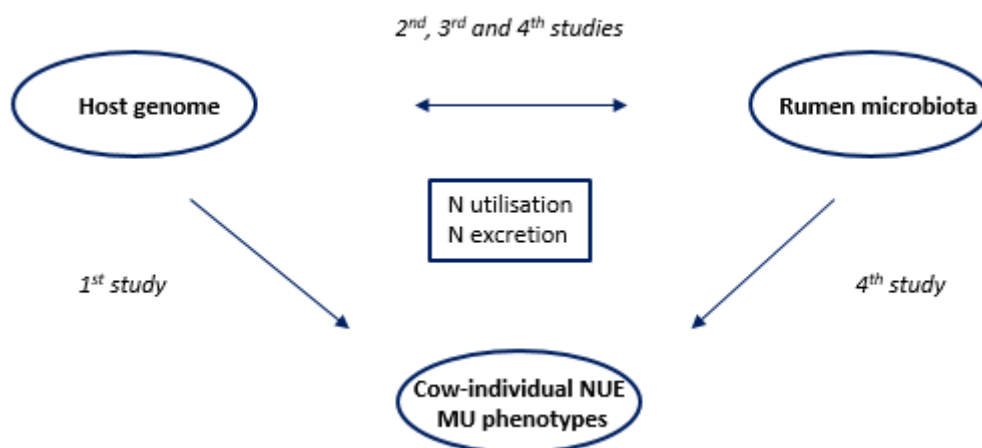 2nd, 3rd and 4th studies
Host genome
Rumen microbiota
N utilisation
N excretion
1st study
4th study
Cow-individual NUE
MU phenotypes